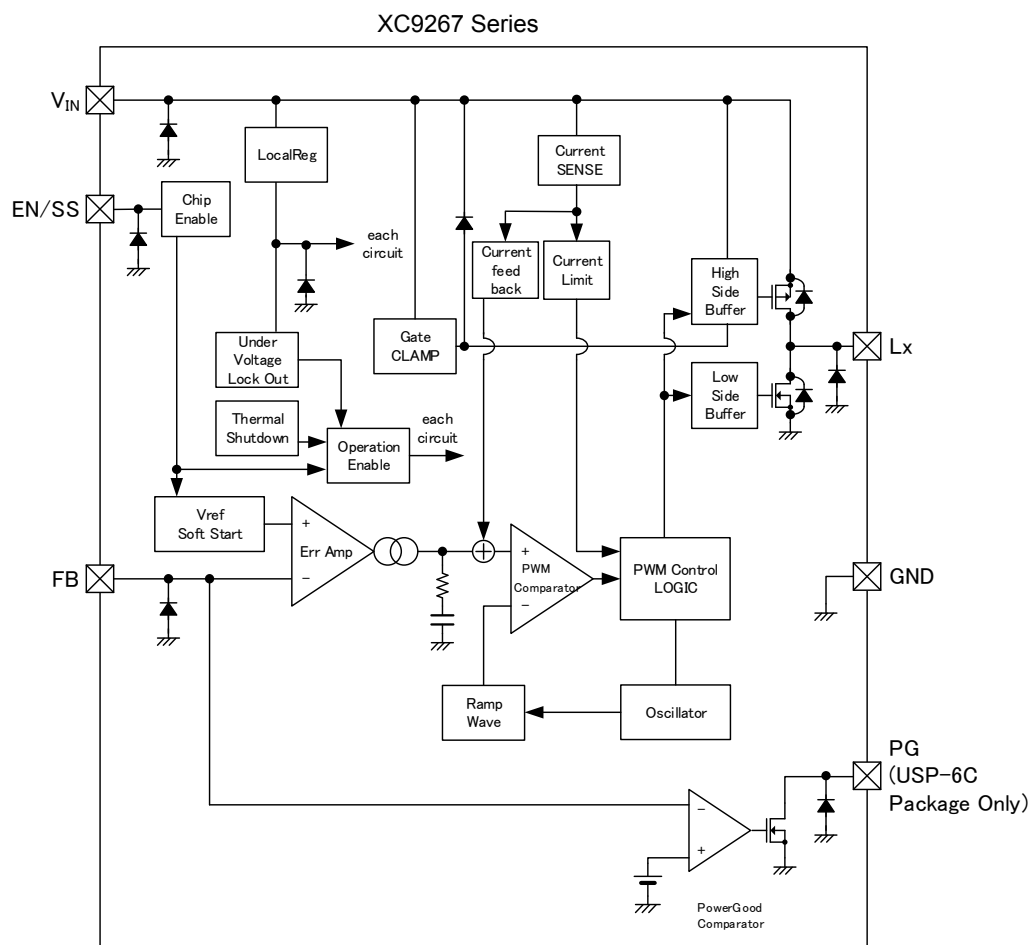 XC9267 Series
VIN
LocalReg
Current
SENSE
EN/SS
Chip
Enable
each
circuit
Current
feed
back
Current
Limit
High
Side
Buffer
Gate
CLAMP
Under
Voltage
Lock Out
Lx
Low
Side
Buffer
Thermal
Shutdown
Operation
Enable
each
circuit
Vref
Soft Start
+
Err Amp
-
+
PWM
Comparator
-
PWM Control
LOGIC
FB
GND
Ramp
Wave
Oscillator
PG
(USP-6C
Package Only)
-
+
PowerGood
Comparator